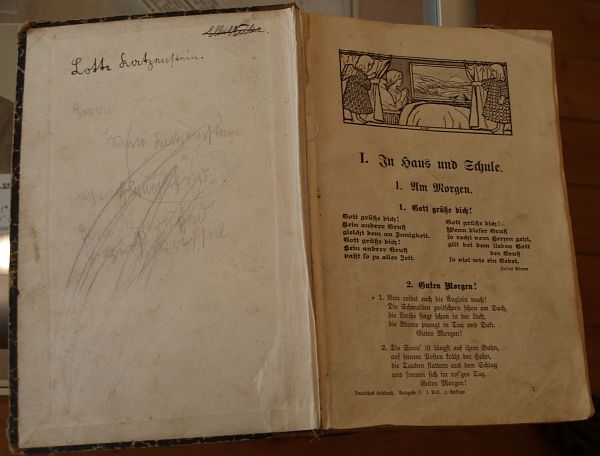 Lotte Katzenstein.
I. In Haus und Schule.
1. Am Morgen.
1. Gott grüße dich!
Gott grüße dich!
Kein andrer Gruß
gleicht dem an Innigkeit.
Gott grüße dich!
Kein andrer Gruß
paßt so zu aller Zeit.
Gott grüße dich!
Wenn dieser Gruß
so recht vom Herzen geht,
gilt bei dem lieben Gott
der Gruß
so viel wie ein Gebet.
Julius Sturm
2. Guten Morgen!
1. Nun reibet euch die Äuglein wach!
Die Schwalben zwitschern schon am Dach,
die Lerche singt schon in der Luft,
die Blume prangt in Tau und Duft.
Guten Morgen!
2. Die Sonn' ist längst auf ihrer Bahn,
auf seinem Posten kräht der Hahn,
die Tauben flattern aus dem Schlag
und sonnen sich im ros'gen Tag.
Guten Morgen!
Deutsches Lesebuch. Ausgabe C. 1. Teil. Auflage.
1